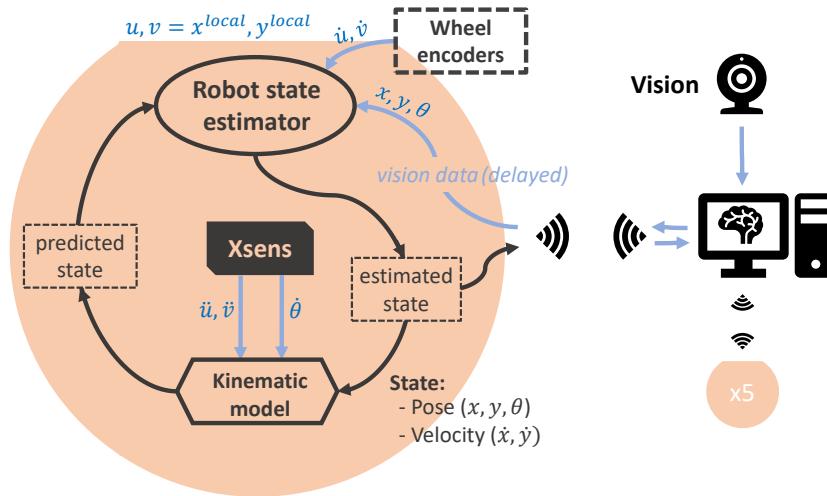 u, v = x^{local}, y^{local}
u̇, v̇
Wheel
encoders
Robot state
estimator
x, y, θ
Vision
vision data (delayed)
predicted
state
Xsens
estimated
state
ü, v̈
θ̇
Kinematic
model
State:
- Pose (x, y, θ)
- Velocity (ẋ, ẏ)
x5